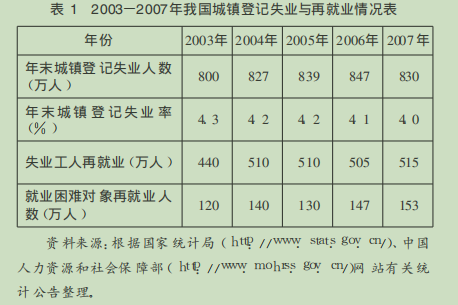 表 1 2003—2007年我国城镇登记失业与再就业情况表
年份 2003年 2004年 2005年 2006年 2007年
年末城镇登记失业人数(万人) 800 827 839 847 830
年末城镇登记失业率(%) 4.3 4.2 4.2 4.1 4.0
失业工人再就业(万人) 440 510 510 505 515
就业困难对象再就业人数(万人) 120 140 130 147 153
资料来源:根据国家统计局(http://www.stats.gov.cn/)、中国
人力资源和社会保障部(http://www.mohrss.gov.cn/)网站有关统
计公告整理。